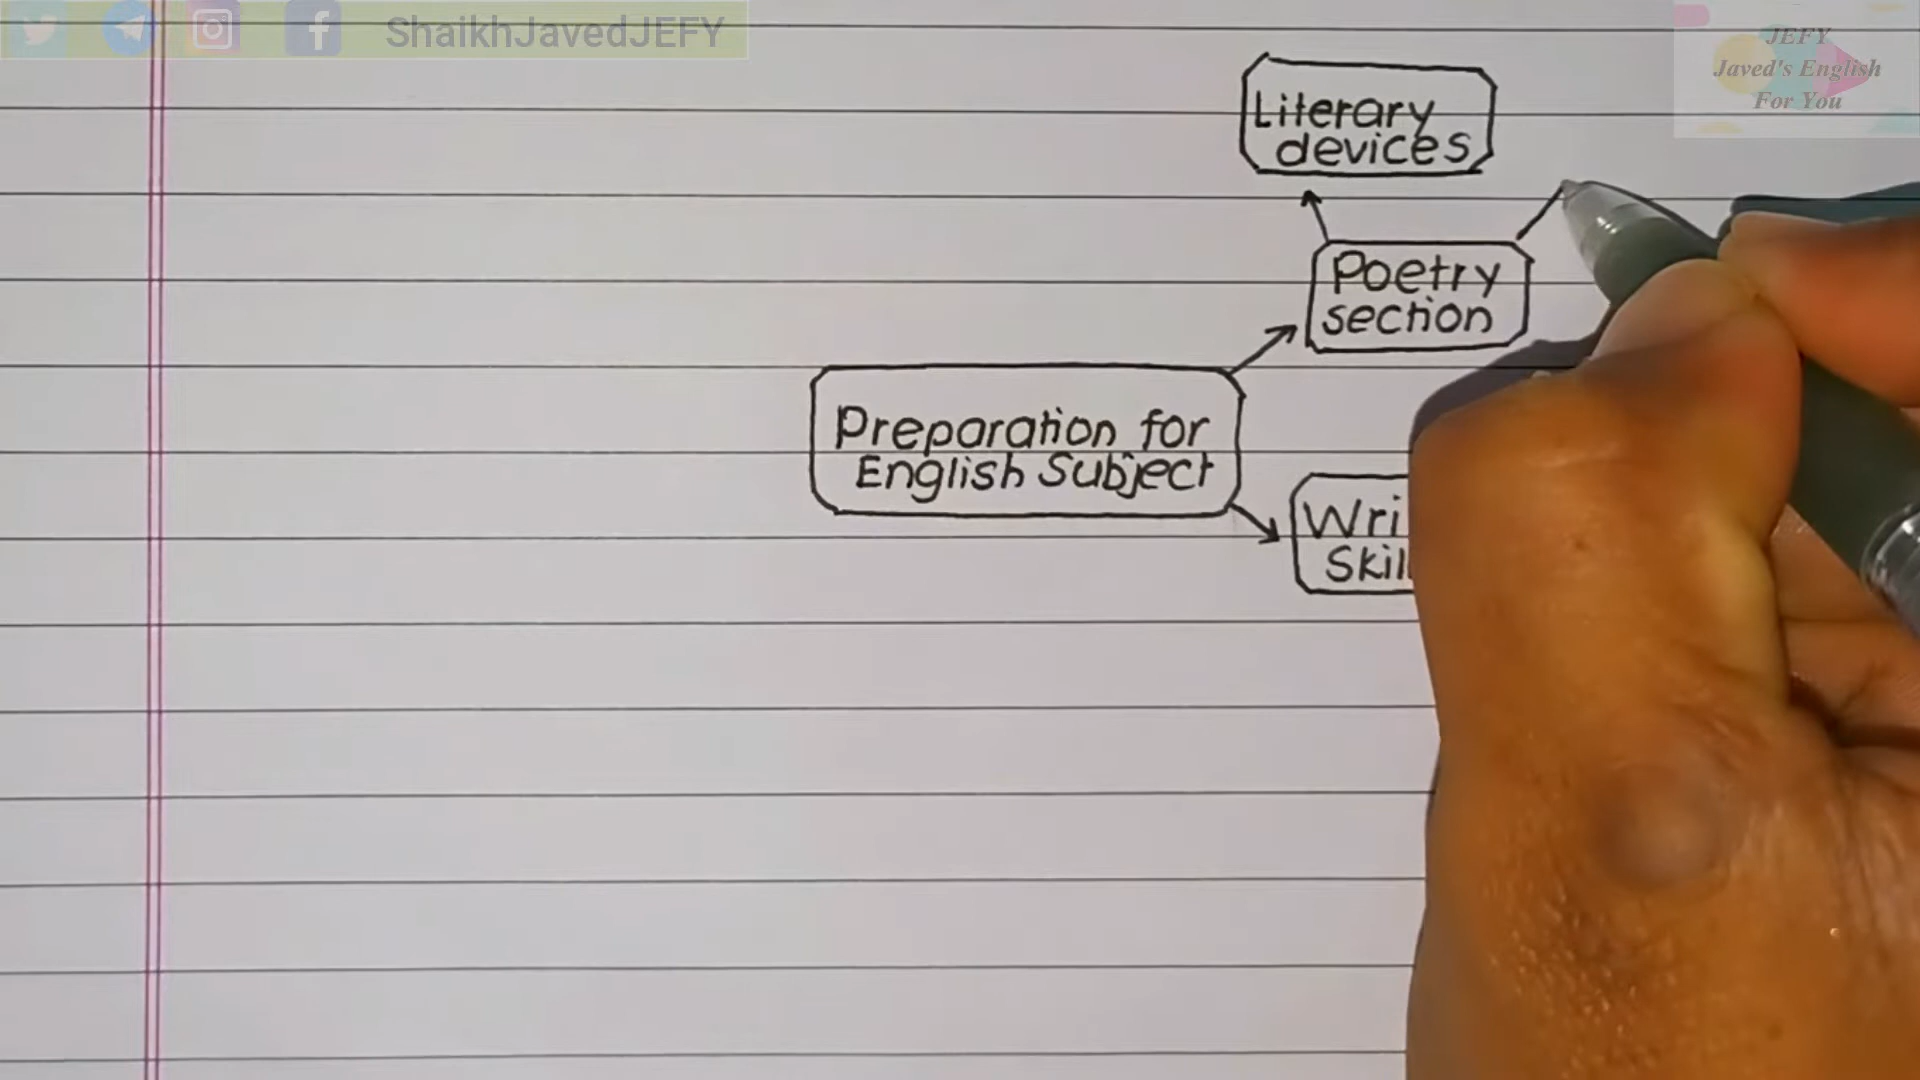 ShaikhJavedJEFY
JEFY
Javed's English
For You
Literary
devices
Poetry
section
Preparation for
English Subject